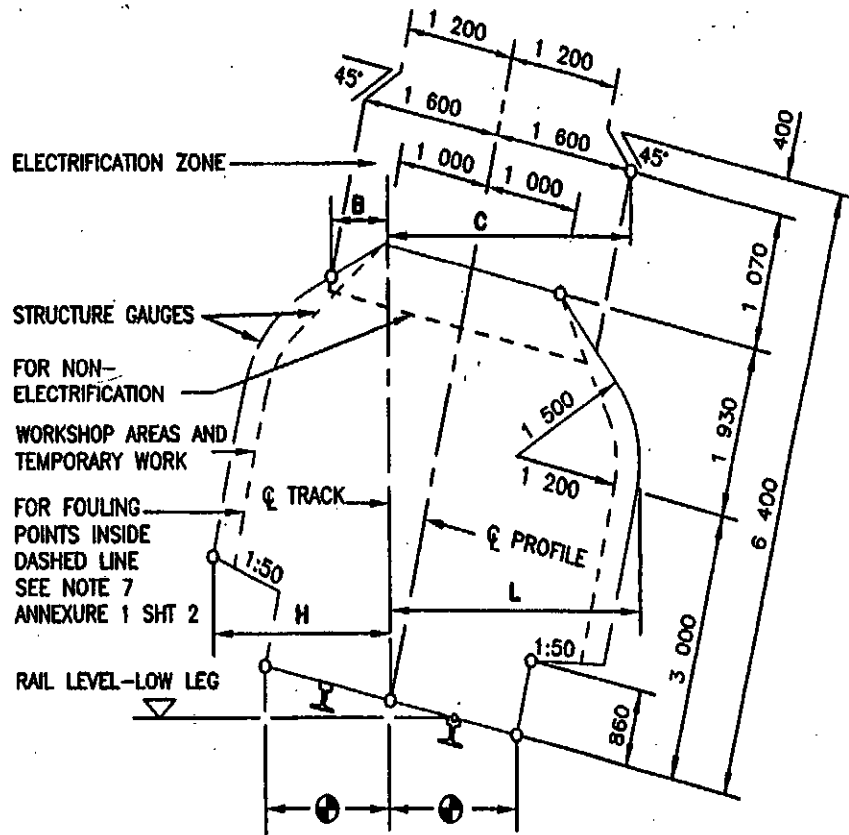 1 200
1 200
45°
1 600
1 600
45°
400
ELECTRIFICATION ZONE
1 000
1 000
B
C
1 070
STRUCTURE GAUGES
FOR NON-
ELECTRIFICATION
1 500
1 930
WORKSHOP AREAS AND
TEMPORARY WORK
1 200
6 400
℄ TRACK
FOR FOULING
POINTS INSIDE
DASHED LINE
SEE NOTE 7
ANNEXURE 1 SHT 2
℄ PROFILE
1:50
H
L
1:50
3 000
RAIL LEVEL-LOW LEG
860